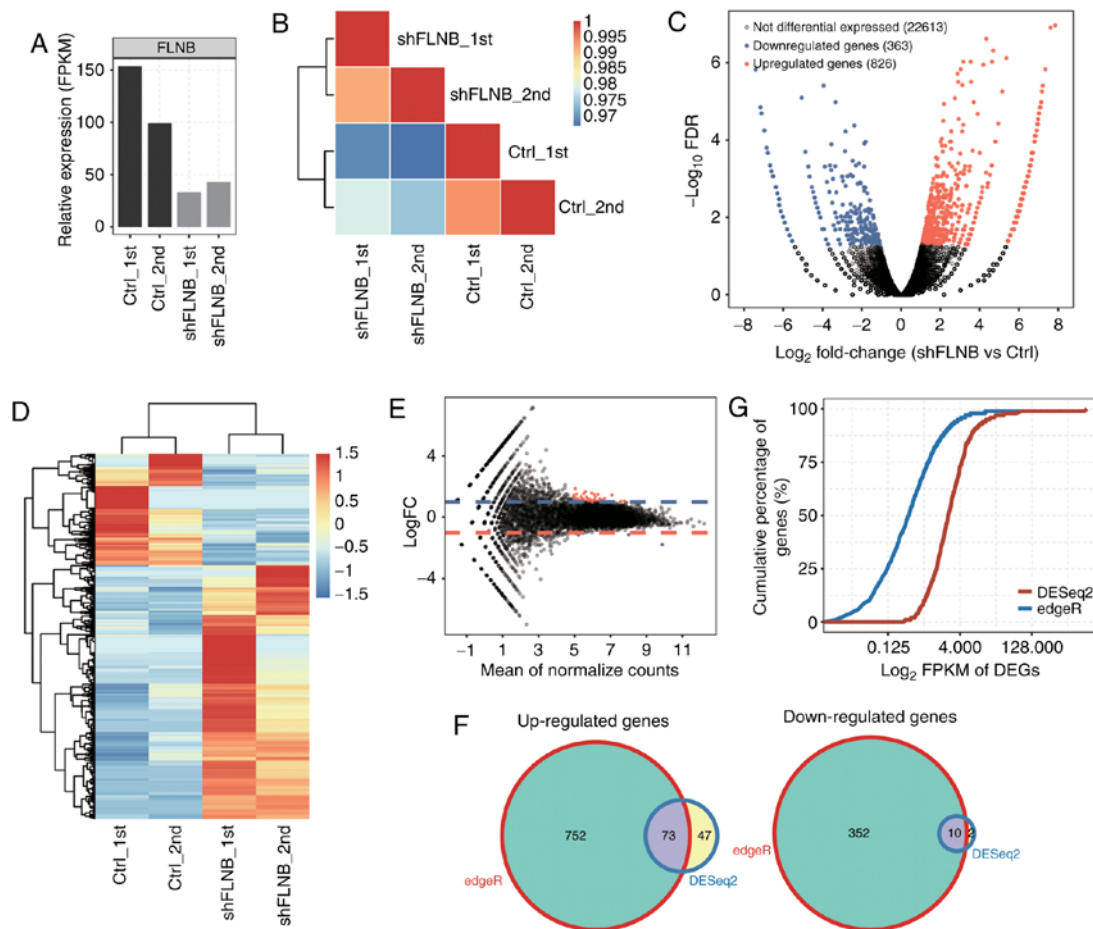 A
FLNB
Relative expression (FPKM)
150
100
50
0
Ctrl_1st
Ctrl_2nd
shFLNB_1st
shFLNB_2nd
B
shFLNB_1st
shFLNB_2nd
Ctrl_1st
Ctrl_2nd
1
0.995
0.99
0.985
0.98
0.975
0.97
shFLNB_1st
shFLNB_2nd
Ctrl_1st
Ctrl_2nd
C
Not differential expressed (22613)
Downregulated genes (363)
Upregulated genes (826)
−Log10 FDR
6
4
2
0
−8 −6 −4 −2 0 2 4 6 8
Log2 fold-change (shFLNB vs Ctrl)
D
1.5
1
0.5
0
−0.5
−1
−1.5
Ctrl_1st
Ctrl_2nd
shFLNB_1st
shFLNB_2nd
E
LogFC
4
0
−4
−1 1 3 5 7 9 11
Mean of normalize counts
G
Cumulative percentage of
genes (%)
100
75
50
25
0
DESeq2
edgeR
0.125 4.000 128.000
Log2 FPKM of DEGs
F
Up-regulated genes
752 73 47
edgeR
DESeq2
Down-regulated genes
352 10 2
edgeR
DESeq2